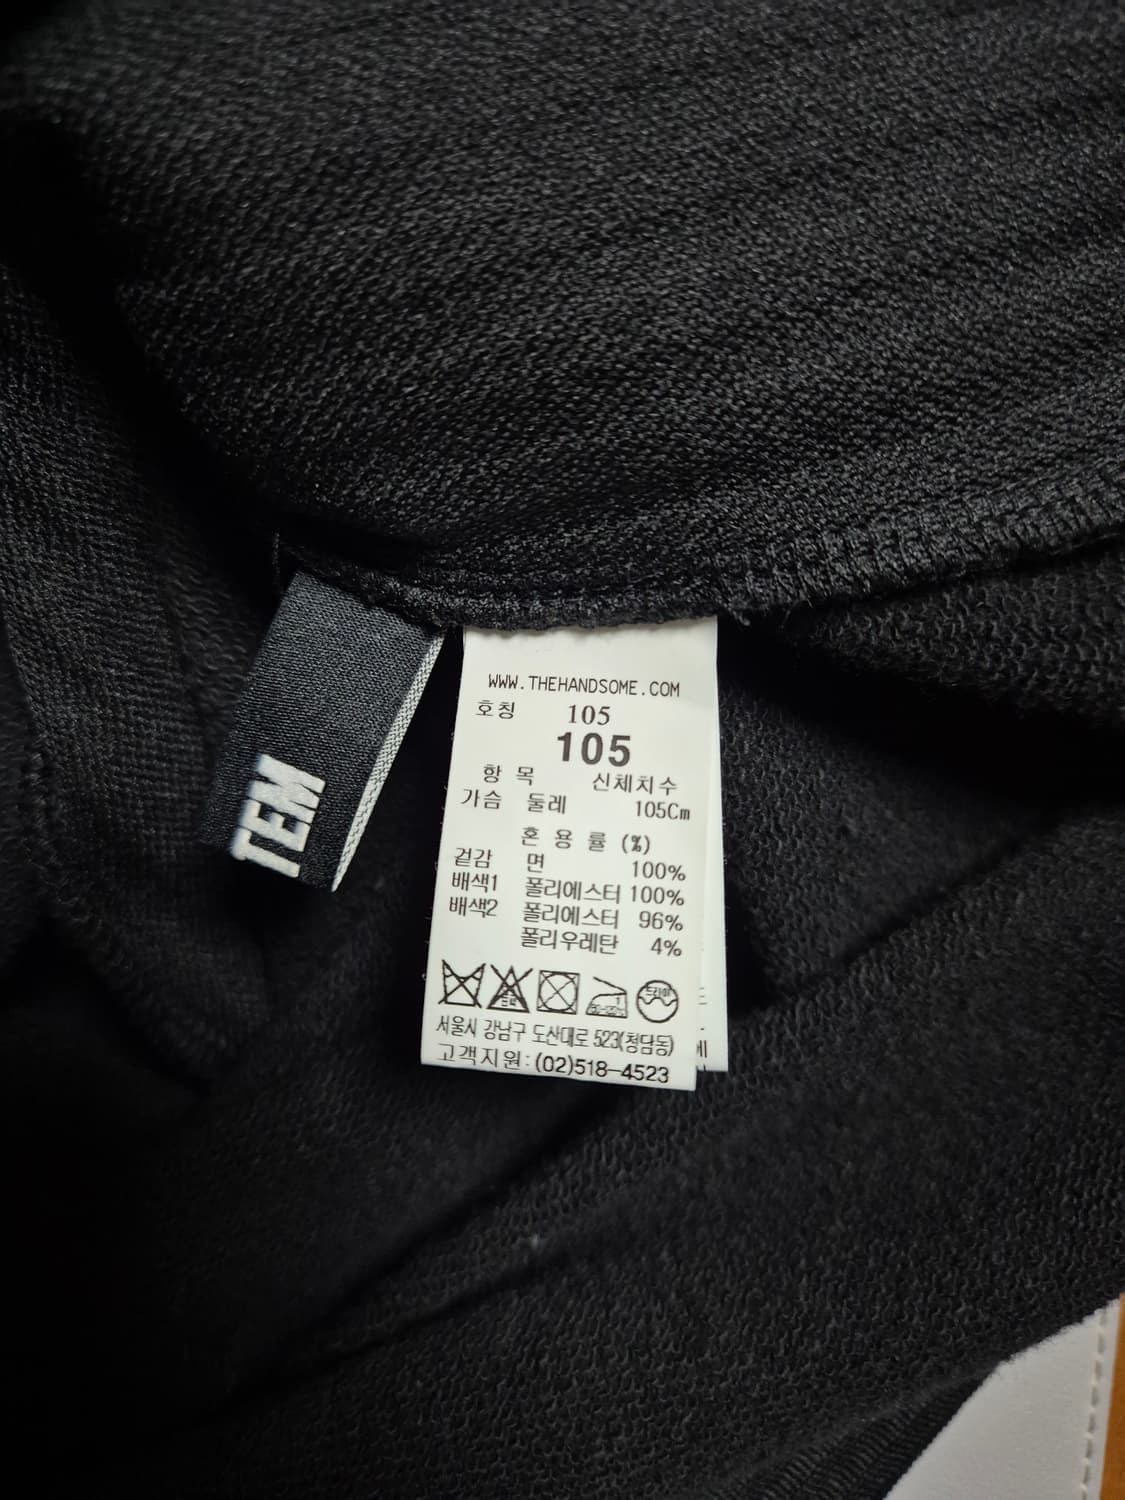 WWW.THEHANDSOME.COM
호칭 105
105
항 목 신체치수
가슴 둘레 105Cm
혼 용 률 (%)
겉감 면 100%
배색1 폴리에스터 100%
배색2 폴리에스터 96%
폴리우레탄 4%
드라이
서울시 강남구 도산대로 523(청담동)
고객지원:(02)518-4523
TEM